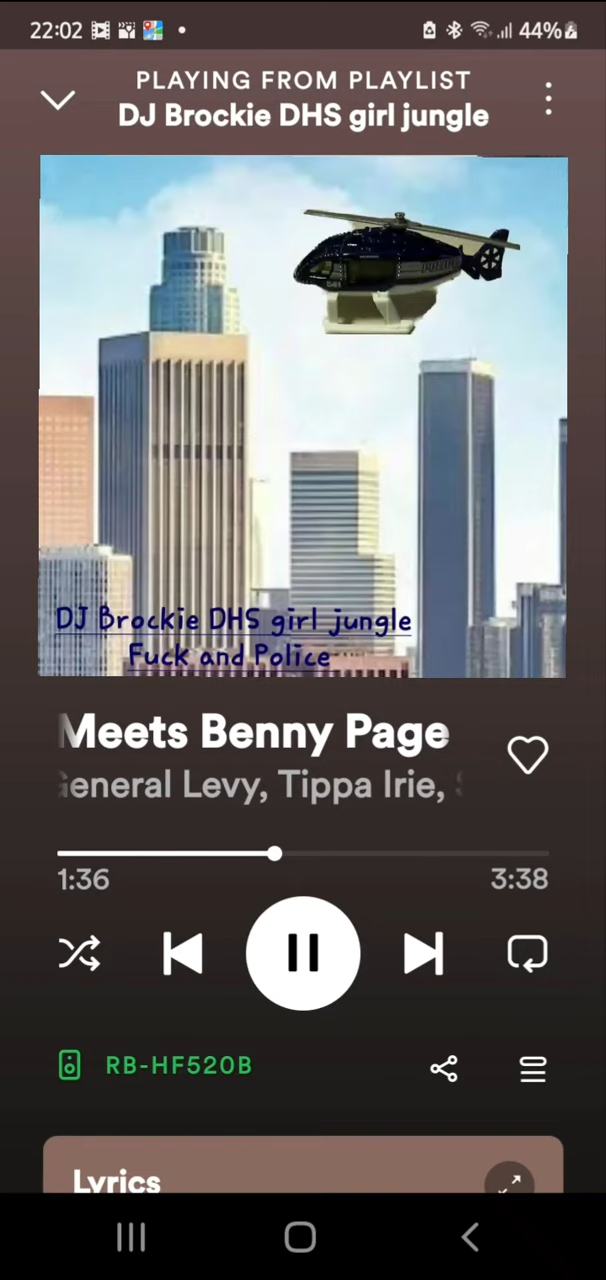 22:02
44%
PLAYING FROM PLAYLIST
DJ Brockie DHS girl jungle
DJ Brockie DHS girl jungle
Fuck and Police
Meets Benny Page
General Levy, Tippa Irie,
1:36
3:38
RB-HF520B
Lyrics